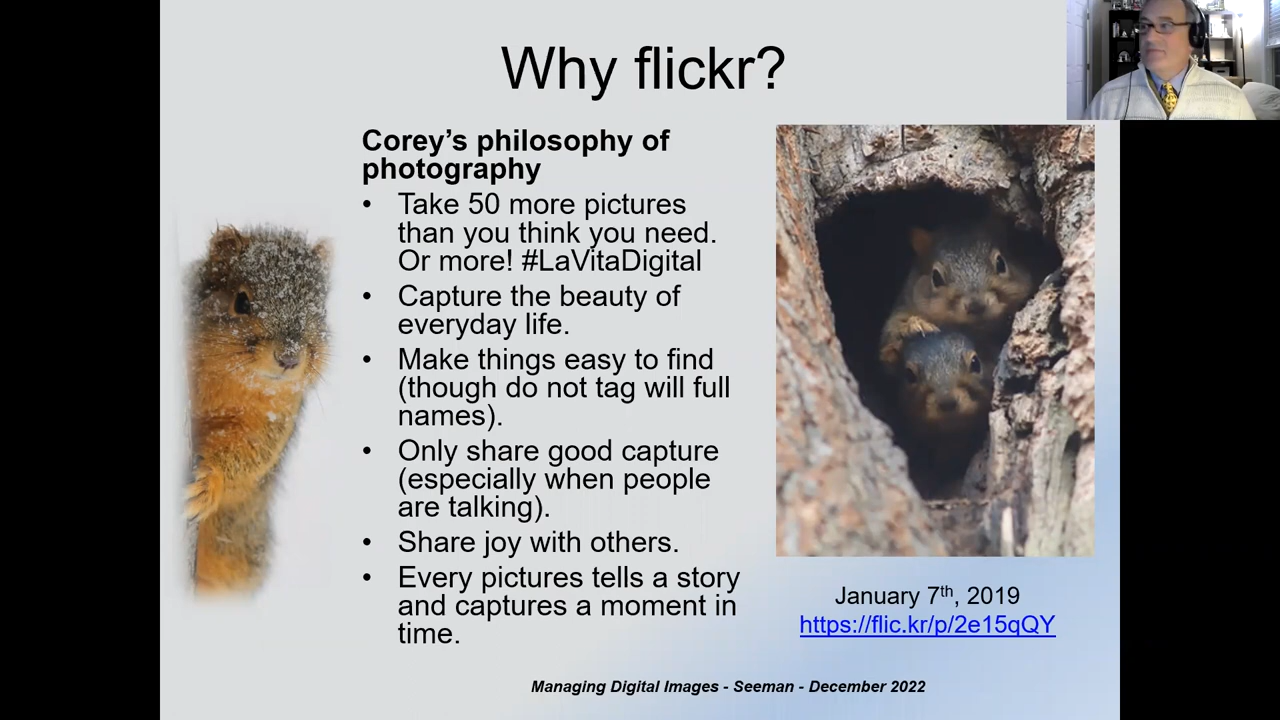 Why flickr?
Corey’s philosophy of
photography
• Take 50 more pictures
than you think you need.
Or more! #LaVitaDigital
• Capture the beauty of
everyday life.
• Make things easy to find
(though do not tag will full
names).
• Only share good capture
(especially when people
are talking).
• Share joy with others.
• Every pictures tells a story
and captures a moment in
time.
January 7th, 2019
https://flic.kr/p/2e15qQY
Managing Digital Images - Seeman - December 2022